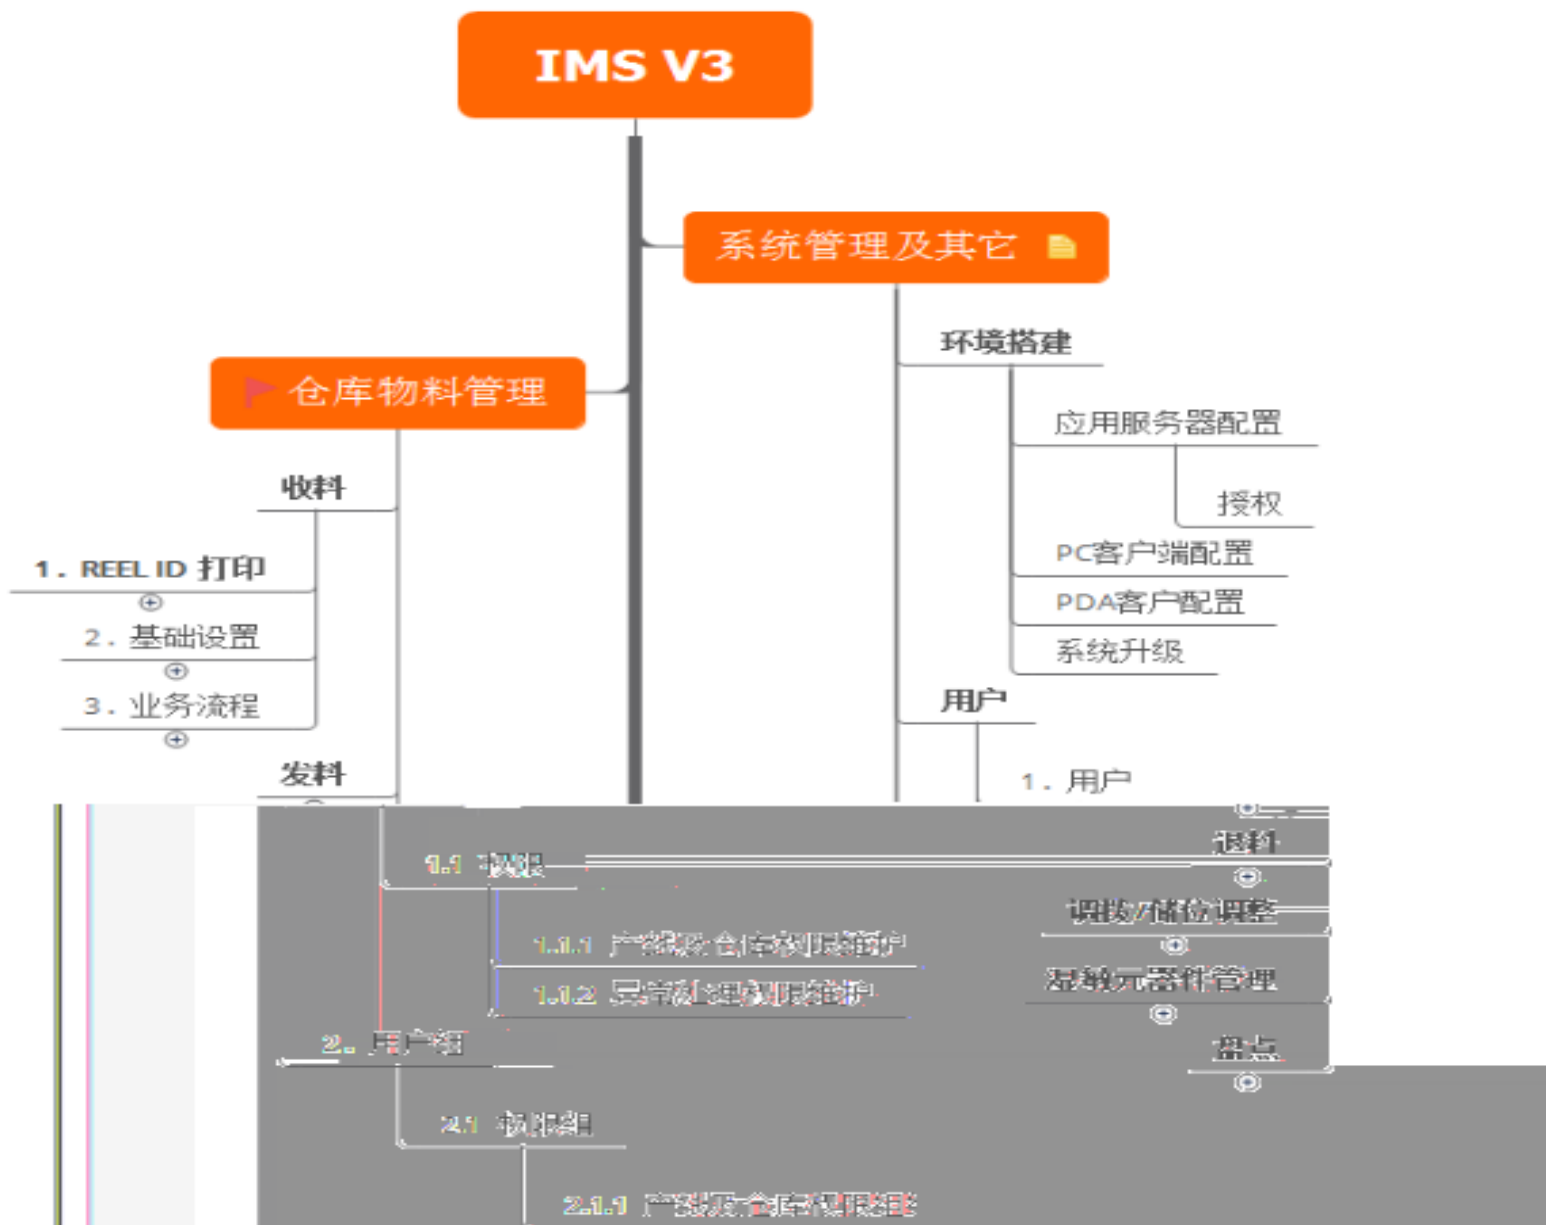 IMS V3
系统管理及其它
环境搭建
应用服务器配置
授权
PC客户端配置
PDA客户配置
系统升级
用户
1. 用户
仓库物料管理
收料
1. REEL ID 打印
2. 基础设置
3. 业务流程
发料
1.1 权限
1.1.1 产线及仓库权限维护
1.1.2 异常处理权限维护
2. 用户组
2.1 权限组
2.1.1 产线及仓库权限组
退料
调拨/储位调整
湿敏元器件管理
盘点